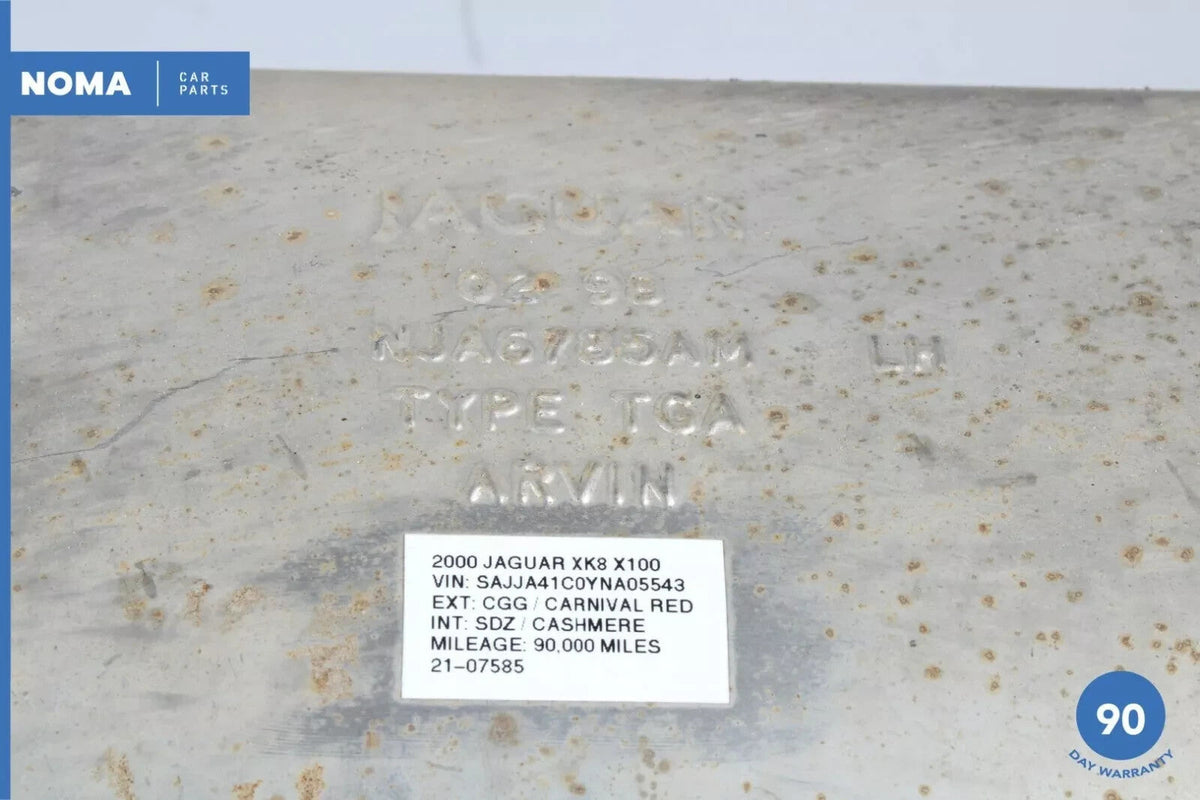 NOMA
CAR
PARTS
JAGUAR
02 98
NJA6785AM LH
TYPE TGA
ARVIN
2000 JAGUAR XK8 X100
VIN: SAJJA41C0YNA05543
EXT: CGG / CARNIVAL RED
INT: SDZ / CASHMERE
MILEAGE: 90,000 MILES
21-07585
90
DAY WARRANTY